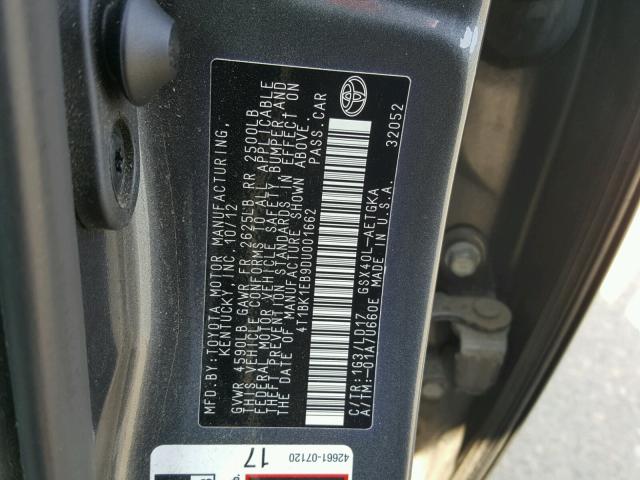 MFD.BY:TOYOTA MOTOR MANUFACTURING,
KENTUCKY, INC. 10/12
GVWR 4590LB GAWR FR 2625LB RR 2500LB
THIS VEHICLE CONFORMS TO ALL APPLICABLE
FEDERAL MOTOR VEHICLE SAFETY, BUMPER, AND
THEFT PREVENTION STANDARDS IN EFFECT ON
THE DATE OF MANUFACTURE SHOWN ABOVE.
4T1BK1EB9DU001662 PASS.CAR
C/TR:1G3/LD17 GSX40L-AETGKA
A/TM:-01A/U660E MADE IN U.S.A. 32052
42661-07120
17